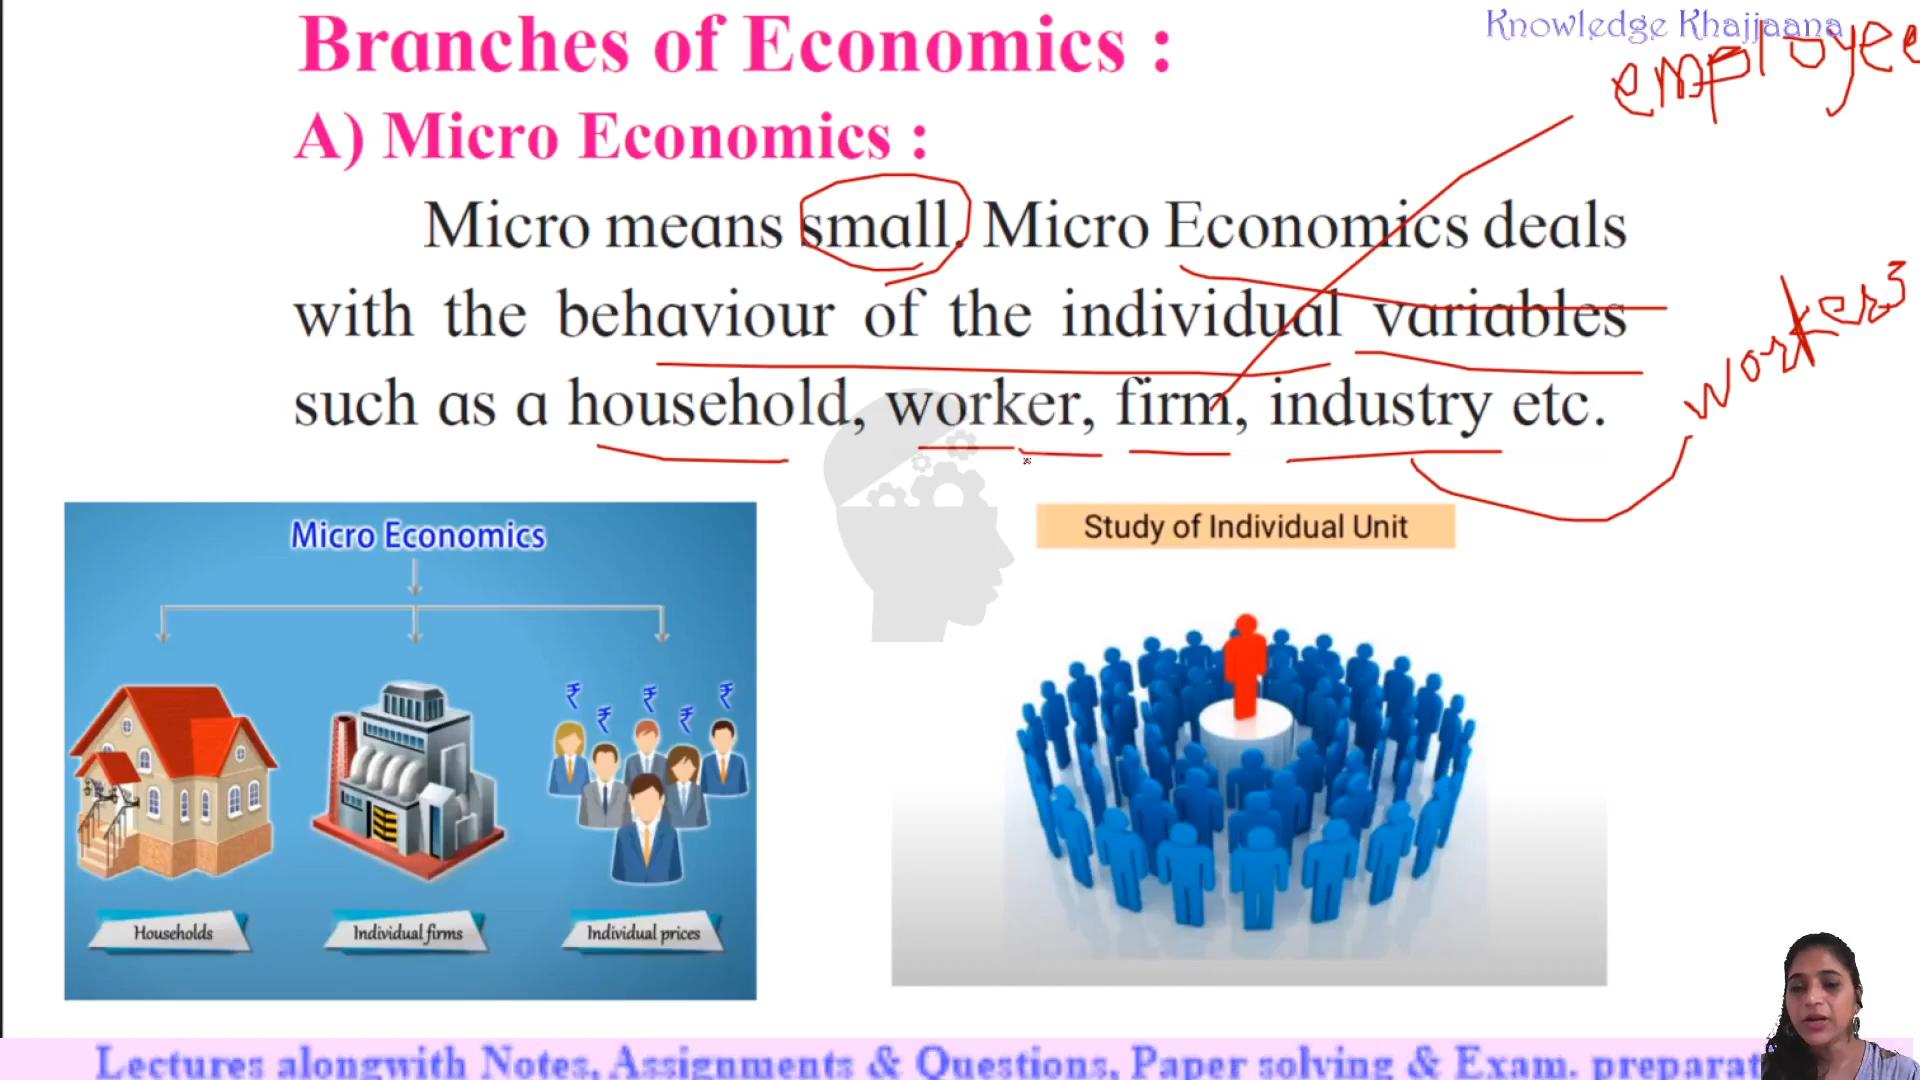 Knowledge Khajjaana
Branches of Economics :
employee
A) Micro Economics :
Micro means small. Micro Economics deals
with the behaviour of the individual variables
such as a household, worker, firm, industry etc.
workers
Micro Economics
Study of Individual Unit
₹ ₹ ₹ ₹ ₹
Households
Individual firms
Individual prices
Lectures alongwith Notes, Assignments & Questions, Paper solving & Exam. preparat